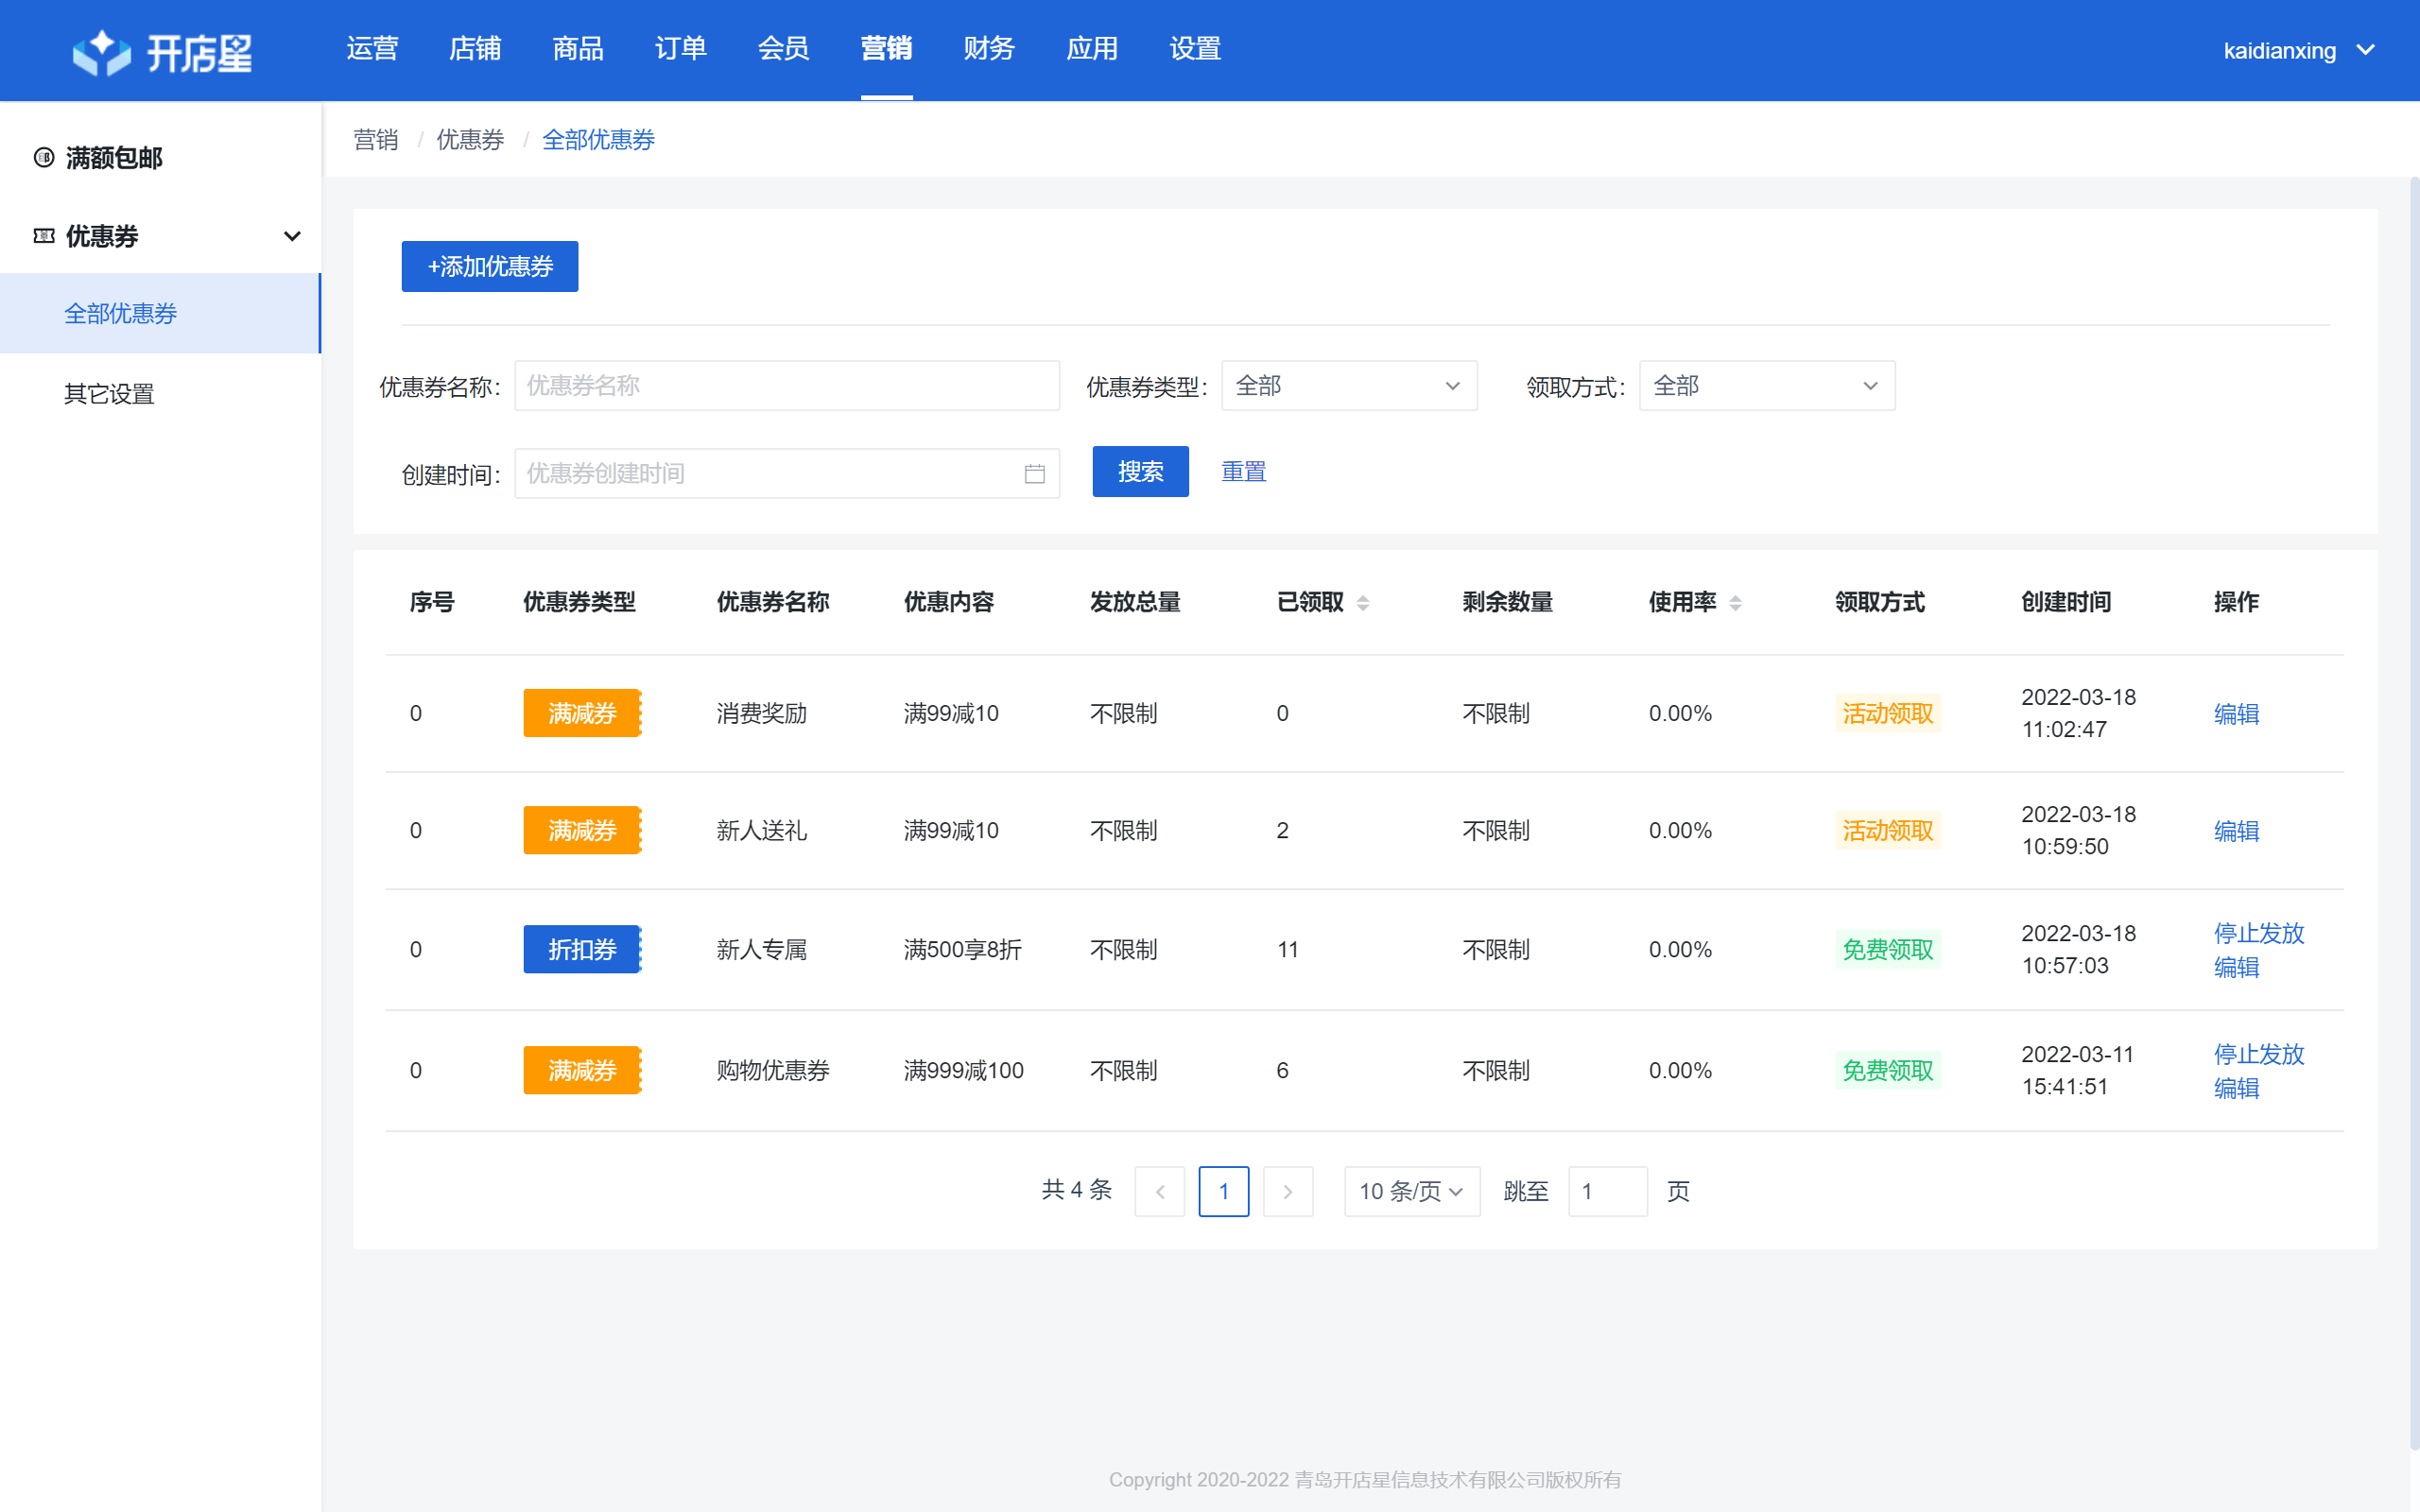 开店星
运营 店铺 商品 订单 会员 营销 财务 应用 设置
kaidianxing
满额包邮
优惠券
全部优惠券
其它设置
营销 / 优惠券 / 全部优惠券
+添加优惠券
优惠券名称： 优惠券名称 优惠券类型： 全部 领取方式： 全部
创建时间： 优惠券创建时间 搜索 重置
序号 优惠券类型 优惠券名称 优惠内容 发放总量 已领取 剩余数量 使用率 领取方式 创建时间 操作
0 满减券 消费奖励 满99减10 不限制 0 不限制 0.00% 活动领取 2022-03-18 编辑
11:02:47
0 满减券 新人送礼 满99减10 不限制 2 不限制 0.00% 活动领取 2022-03-18 编辑
10:59:50
0 折扣券 新人专属 满500享8折 不限制 11 不限制 0.00% 免费领取 2022-03-18 停止发放
10:57:03 编辑
0 满减券 购物优惠券 满999减100 不限制 6 不限制 0.00% 免费领取 2022-03-11 停止发放
15:41:51 编辑
共 4 条 1 10 条/页 跳至 1 页
Copyright 2020-2022 青岛开店星信息技术有限公司版权所有